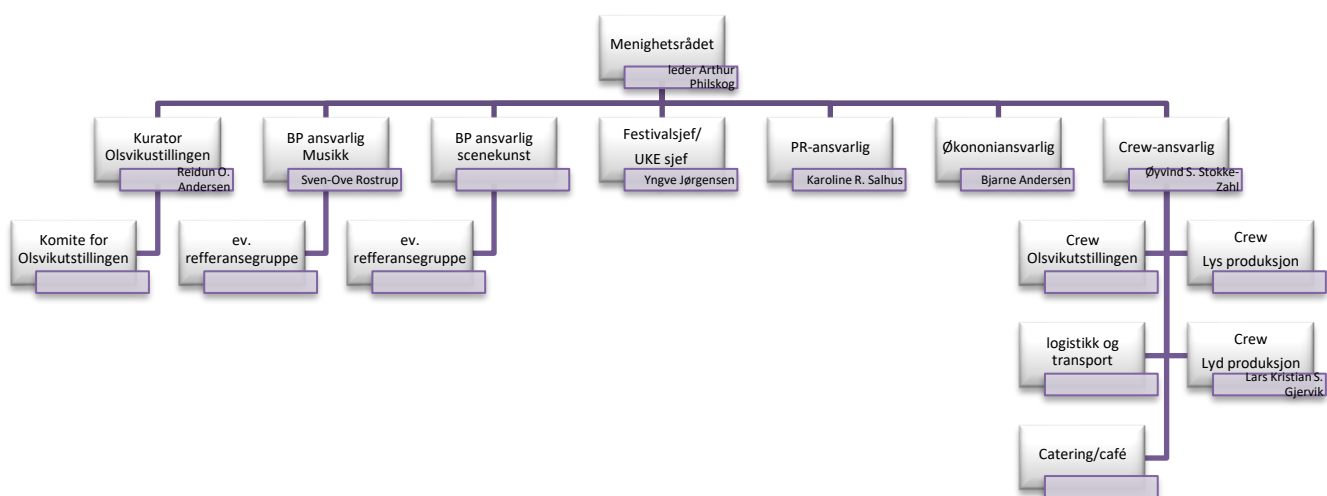 Menighetsrådet
leder Arthur
Philskog
Kurator
Olsvikustillingen
Reidun O.
Andersen
BP ansvarlig
Musikk
Sven-Ove Rostrup
BP ansvarlig
scenekunst
Festivalsjef/
UKE sjef
Yngve Jørgensen
PR-ansvarlig
Karoline R. Salhus
Økononiansvarlig
Bjarne Andersen
Crew-ansvarlig
Øyvind S. Stokke-
Zahl
Komite for
Olsvikutstillingen
ev.
refferansegruppe
ev.
refferansegruppe
Crew
Olsvikutstillingen
Crew
Lys produksjon
logistikk og
transport
Crew
Lyd produksjon
Lars Kristian S.
Gjervik
Catering/café